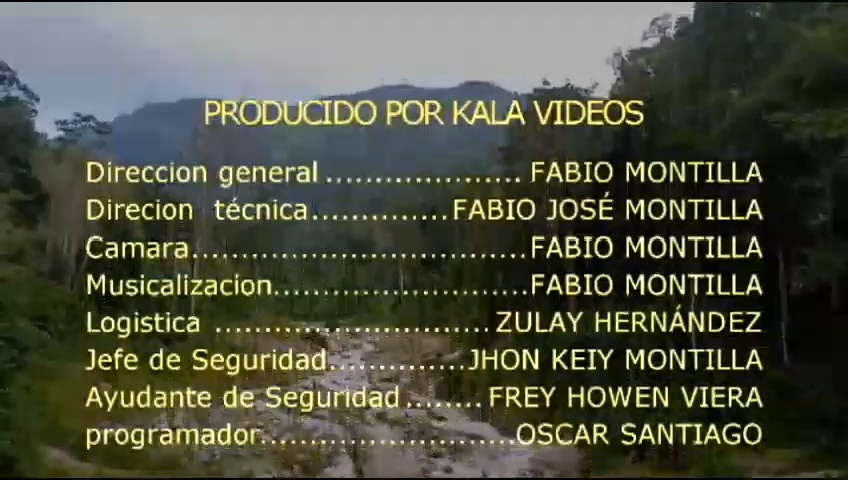 PRODUCIDO POR KALA VIDEOS
Direccion general .................... FABIO MONTILLA
Direcion técnica.............. FABIO JOSÉ MONTILLA
Camara.................................. FABIO MONTILLA
Musicalizacion.......................... FABIO MONTILLA
Logistica ............................ ZULAY HERNÁNDEZ
Jefe de Seguridad.............. JHON KEIY MONTILLA
Ayudante de Seguridad ........ FREY HOWEN VIERA
programador.......................... OSCAR SANTIAGO